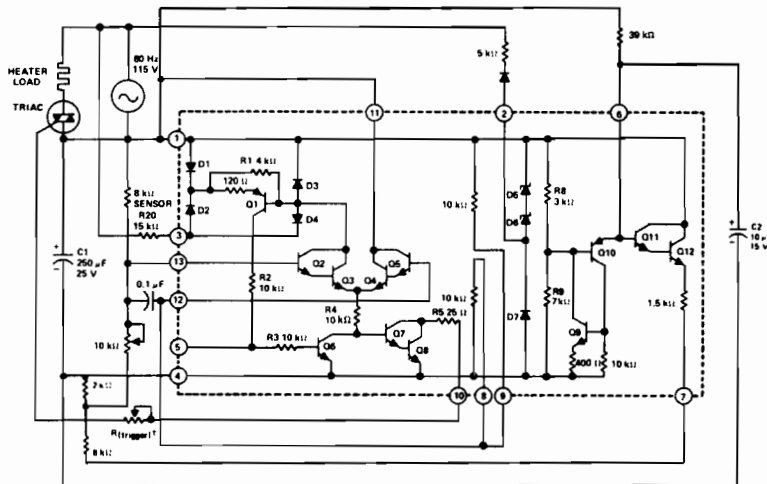 39 kΩ
5 kΩ
60 Hz
115 V
HEATER
LOAD
TRIAC
11
2
6
1
D1
R1 4 kΩ
120 Ω
D3
Q1
D2
D4
8 kΩ
SENSOR
R20
15 kΩ
3
10 kΩ
D5
D6
R8
3 kΩ
Q11
Q12
Q10
C2
15 V
C1
250 µF
25 V
13
Q2
Q3
Q4
Q5
0.1 µF
12
R2
10 kΩ
R4
10 kΩ
10 kΩ
D7
R9
7 kΩ
1.5 kΩ
R5 25 Ω
10 kΩ
5
R3 10 kΩ
Q6
Q7
Q8
Q9
400 Ω
10 kΩ
4
2 kΩ
10
8
9
7
R(trigger)†
8 kΩ